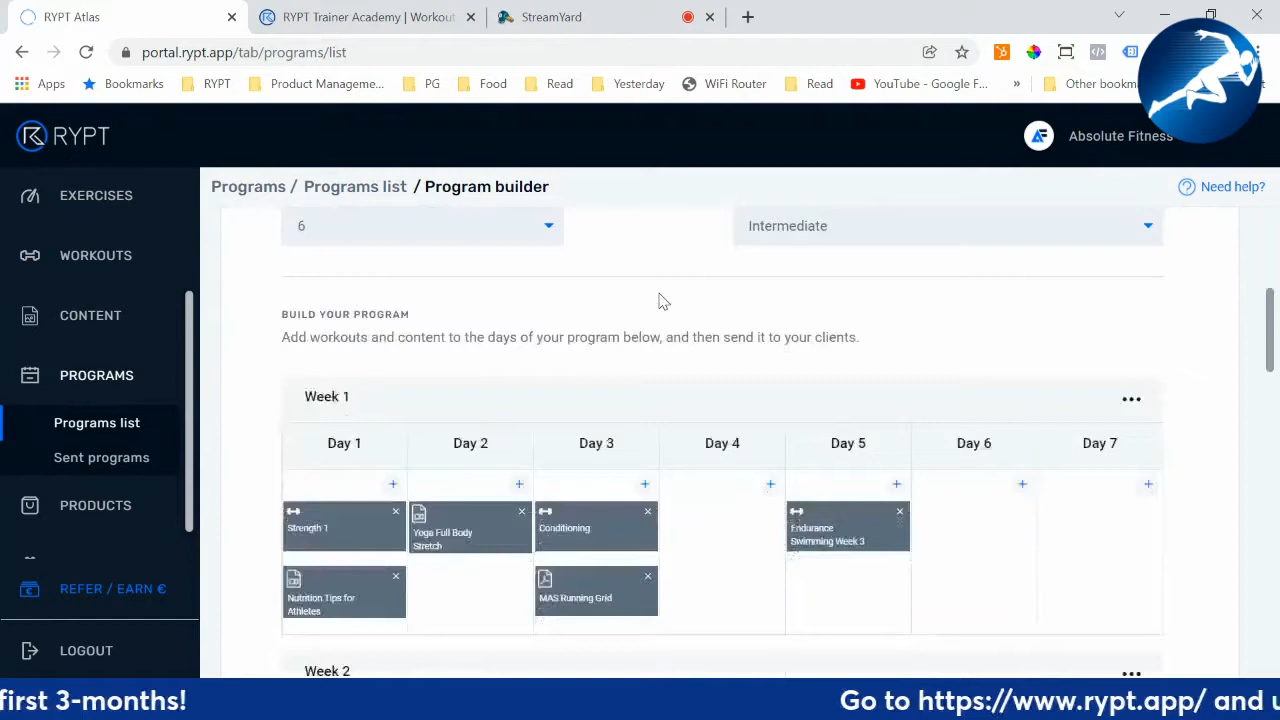 RYPT Atlas
RYPT Trainer Academy | Workout
StreamYard
portal.rypt.app/tab/programs/list
Apps
Bookmarks
RYPT
Product Manageme...
PG
Food
Read
Yesterday
WiFi Router
Read
YouTube - Google F...
»
Other bookm
RYPT
Absolute Fitness
Programs / Programs list / Program builder
Need help?
EXERCISES
WORKOUTS
CONTENT
PROGRAMS
Programs list
Sent programs
PRODUCTS
REFER / EARN €
LOGOUT
6
Intermediate
BUILD YOUR PROGRAM
Add workouts and content to the days of your program below, and then send it to your clients.
Week 1
Day 1 Day 2 Day 3 Day 4 Day 5 Day 6 Day 7
+ + + + + + +
Strength 1
Yoga Full Body
Stretch
Conditioning
Endurance
Swimming Week 3
Nutrition Tips for
Athletes
MAS Running Grid
Week 2
first 3-months!
Go to https://www.rypt.app/ and u